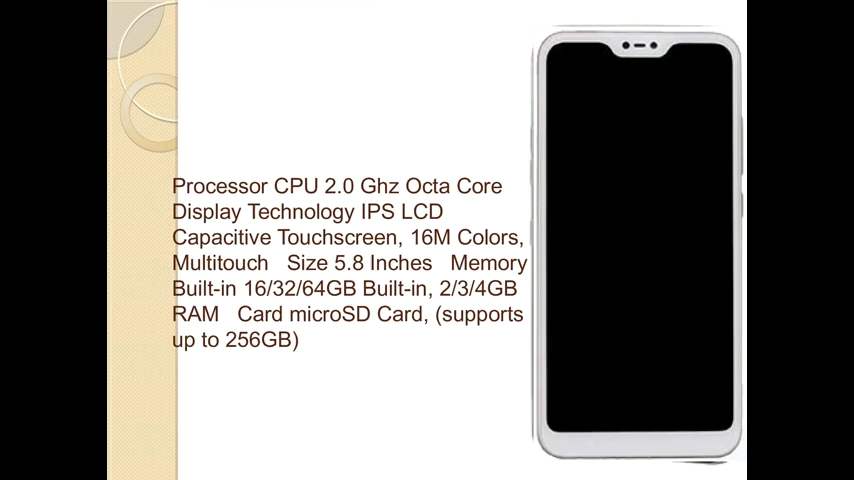 Processor CPU 2.0 Ghz Octa Core
Display Technology IPS LCD
Capacitive Touchscreen, 16M Colors,
Multitouch   Size 5.8 Inches   Memory
Built-in 16/32/64GB Built-in, 2/3/4GB
RAM   Card microSD Card, (supports
up to 256GB)